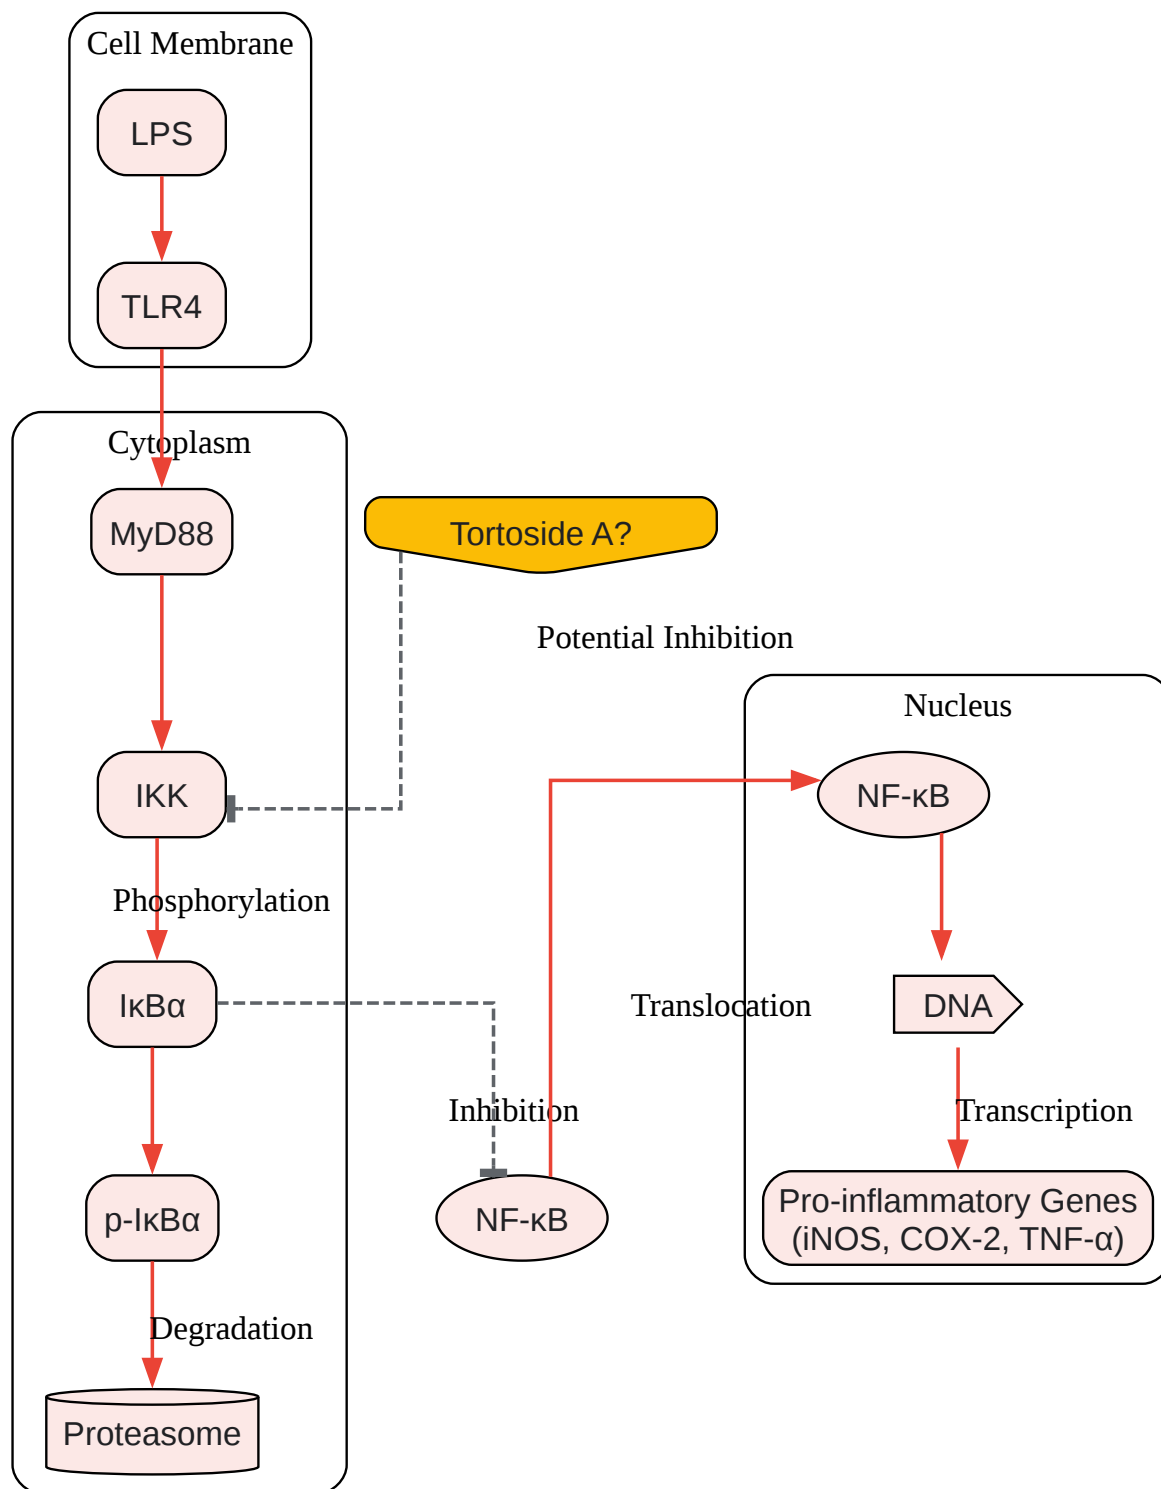 Cell Membrane
LPS
TLR4
Cytoplasm
MyD88
Tortoside A?
Potential Inhibition
Nucleus
IKK
NF-κB
Phosphorylation
IκBα
Translocation
DNA
Inhibition
Transcription
p-IκBα
NF-κB
Pro-inflammatory Genes
(iNOS, COX-2, TNF-α)
Degradation
Proteasome